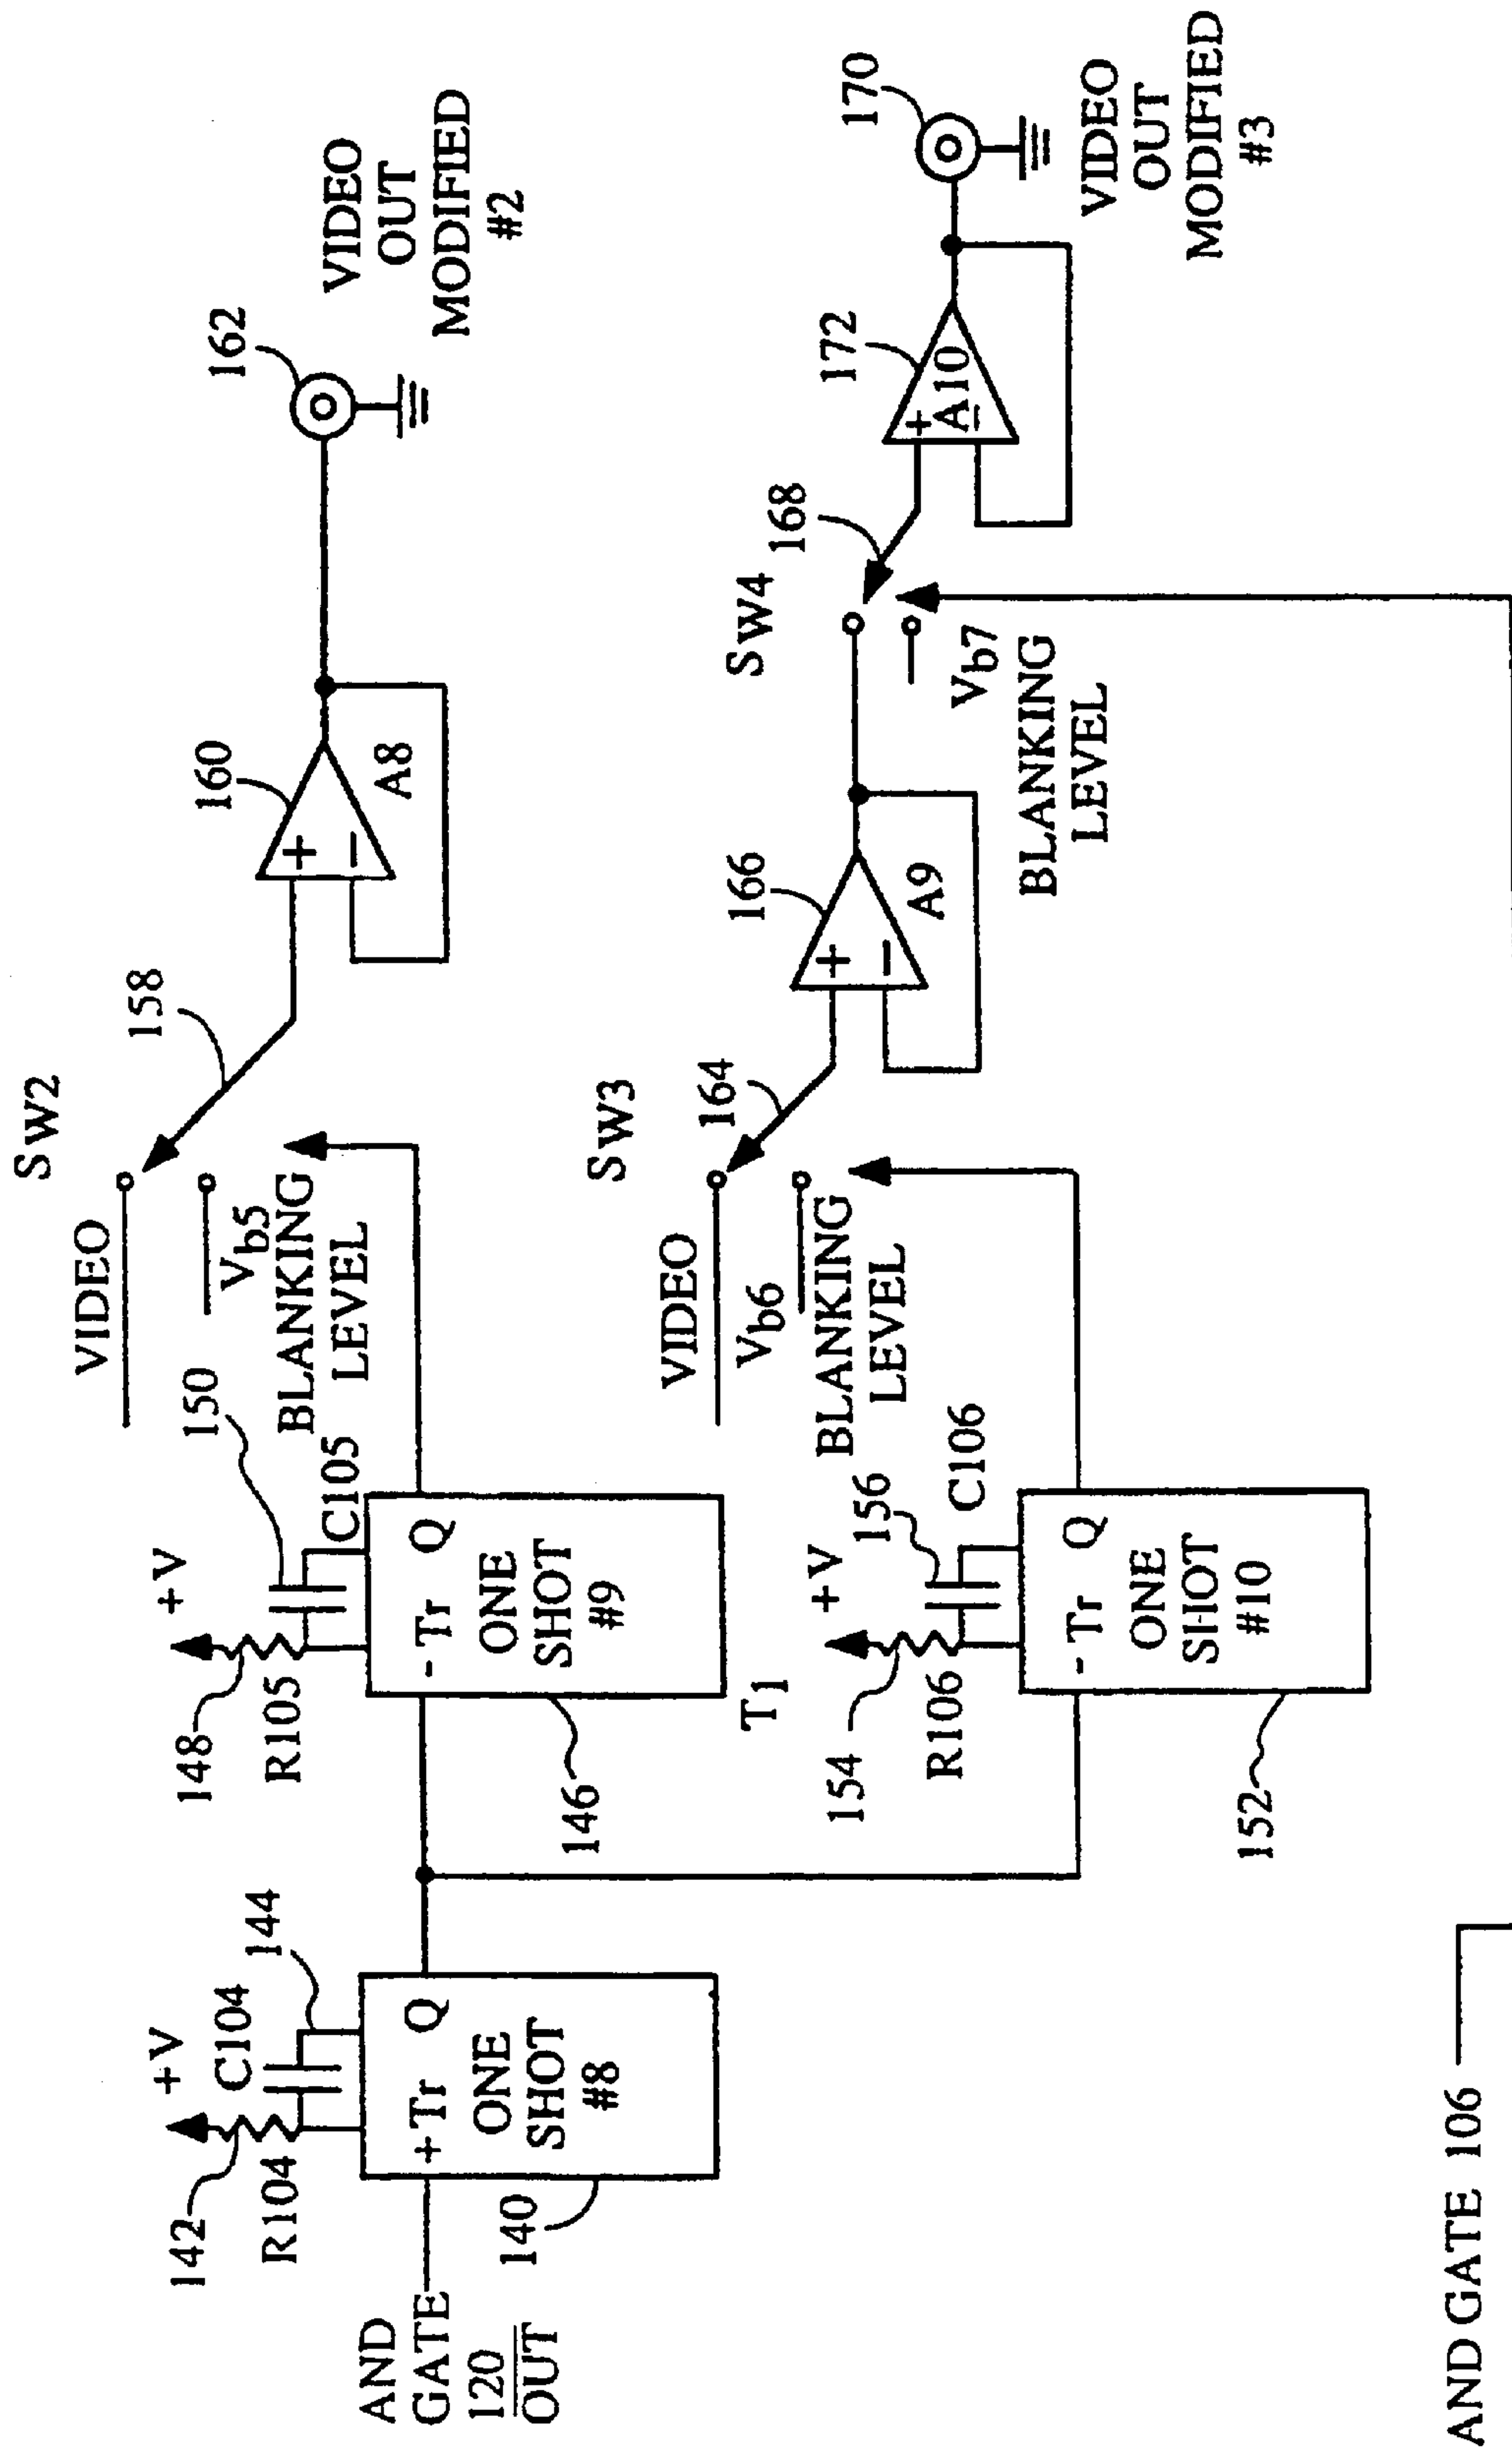 SW2
VIDEO
158
160
162
Vb5
BLANKING
LEVEL
+
−
A8
VIDEO
OUT
MODIFIED
#2
+V
142
R104
C104
144
AND
GATE
120
OUT
+Tr
Q
ONE
SHOT
#8
140
+V
148
R105
150
C105
- Tr
Q
ONE
SHOT
#9
146
T1
SW3
VIDEO
164
166
Vb6
BLANKING
LEVEL
+
−
A9
SW4
168
172
170
Vb7
BLANKING
LEVEL
+
−
A10
VIDEO
OUT
MODIFIED
#3
+V
154
R106
156
C106
- Tr
Q
ONE
SHOT
#10
152
AND GATE 106